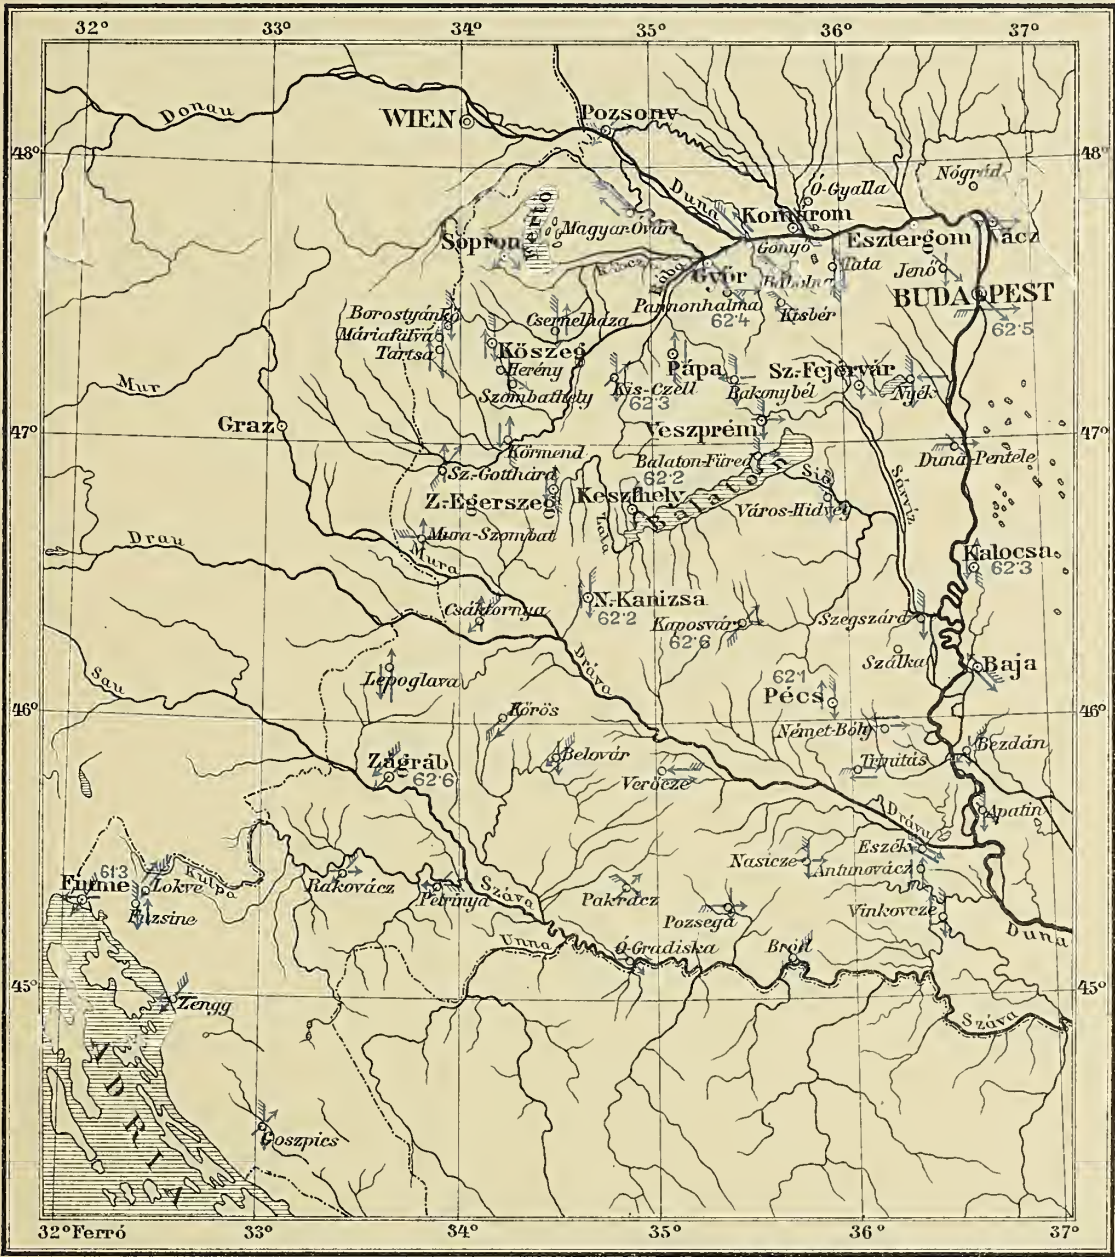 32° 33° 34° 35° 36° 37°
Donau
WIEN
Pozsony
48° 48°
Nógrád
Ó-Gyalla
Duna
Komárom
Fertő
Magyar-Óvár
Sopron
Gönyő
Esztergom
Vácz
Rábcza
Rába
Győr
Bábolna
Tata
Jenő
BUDAPEST
Borostyánkő
Csernelháza
Pannonhalma
62·4
Kisbér
62·5
Máriafalva
Tartsa
Kőszeg
Herény
Pápa
Sz.-Fejérvár
Mur
Szombathely
Kis-Czell
62·3
Bakonybél
Nyék
Graz
Veszprém
47° 47°
Körmend
Balaton-Füred
Duna-Pentele
Sz.-Gotthárd
62·2
Sió
Sárvíz
Z.-Egerszeg
Keszthely
Balaton
Város-Hidvég
Zala
Mura-Szombat
Drau
Mura
Kalocsa
62·3
Csáktornya
N.-Kanizsa
62·2
Kaposvár
62·6
Szegszárd
Dráva
Szálka
Baja
Sau
Lepoglava
62·1
Pécs
46° 46°
Körös
Német-Bóly
Bezdán
Zágráb
62·6
Belovár
Verőcze
Trinitás
Dráva
Apatin
Eszék
61·3
Nasicze
Antunovácz
Fiume
Lokve
Kulpa
Rakovácz
Petrinya
Száva
Pakrácz
Fuzsine
Pozsega
Vinkovcze
Unna
Ó-Gradiska
Bród
Duna
45° 45°
Zengg
Száva
ADRIA
Goszpics
32° Ferró 33° 34° 35° 36° 37°